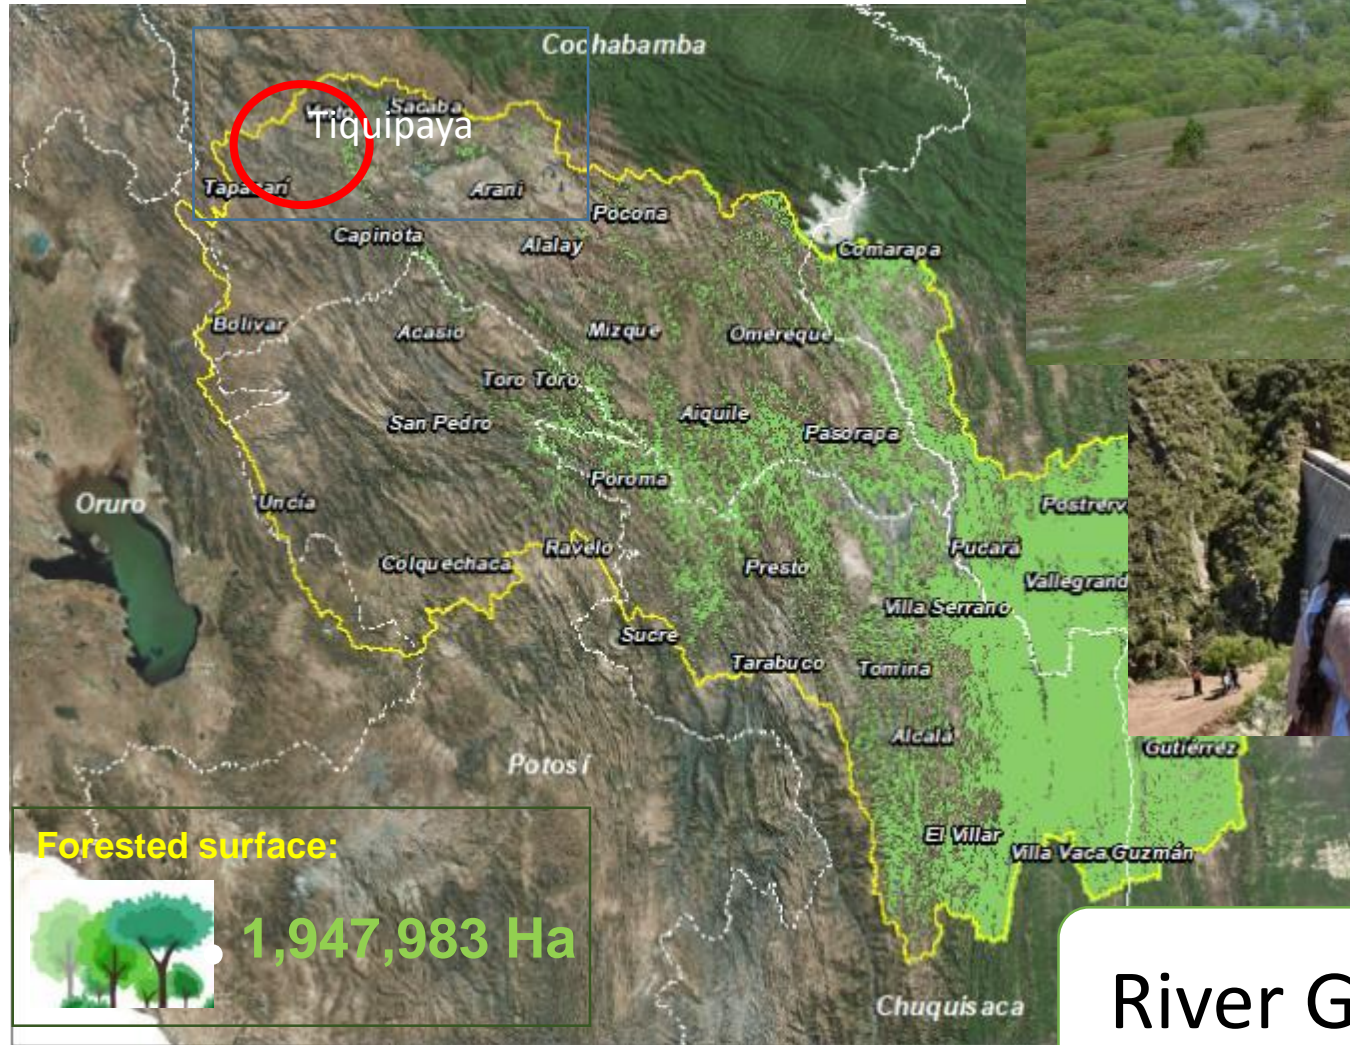 Cochabamba
Sacaba
Tiquipaya
Tapacarí
Arani
Pocona
Capinota
Alalay
Comarapa
Bolívar
Acasio
Mizque
Omereque
Toro Toro
Aiquile
San Pedro
Pasorapa
Poroma
Oruro
Uncía
Postrerv
Ravelo
Pucará
Colquechaca
Presto
Vallegrand
Villa Serrano
Sucre
Tarabuco
Tomina
Alcalá
Gutiérrez
Potosí
El Villar
Forested surface:
Villa Vaca Guzmán
1,947,983 Ha
Chuquisaca
River G